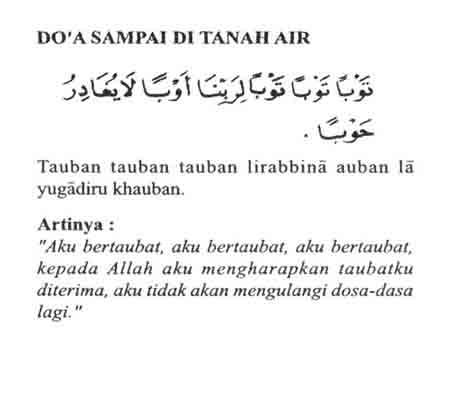 DO'A SAMPAI DI TANAH AIR
تَوْبًا تَوْبًا تَوْبًا لِرَبِّنَا أَوْبًا لَا يُغَادِرُ
حَوْبًا .
Tauban tauban tauban lirabbinā auban lā
yugādiru khauban.
Artinya :
"Aku bertaubat, aku bertaubat, aku bertaubat,
kepada Allah aku mengharapkan taubatku
diterima, aku tidak akan mengulangi dosa-dasa
lagi."